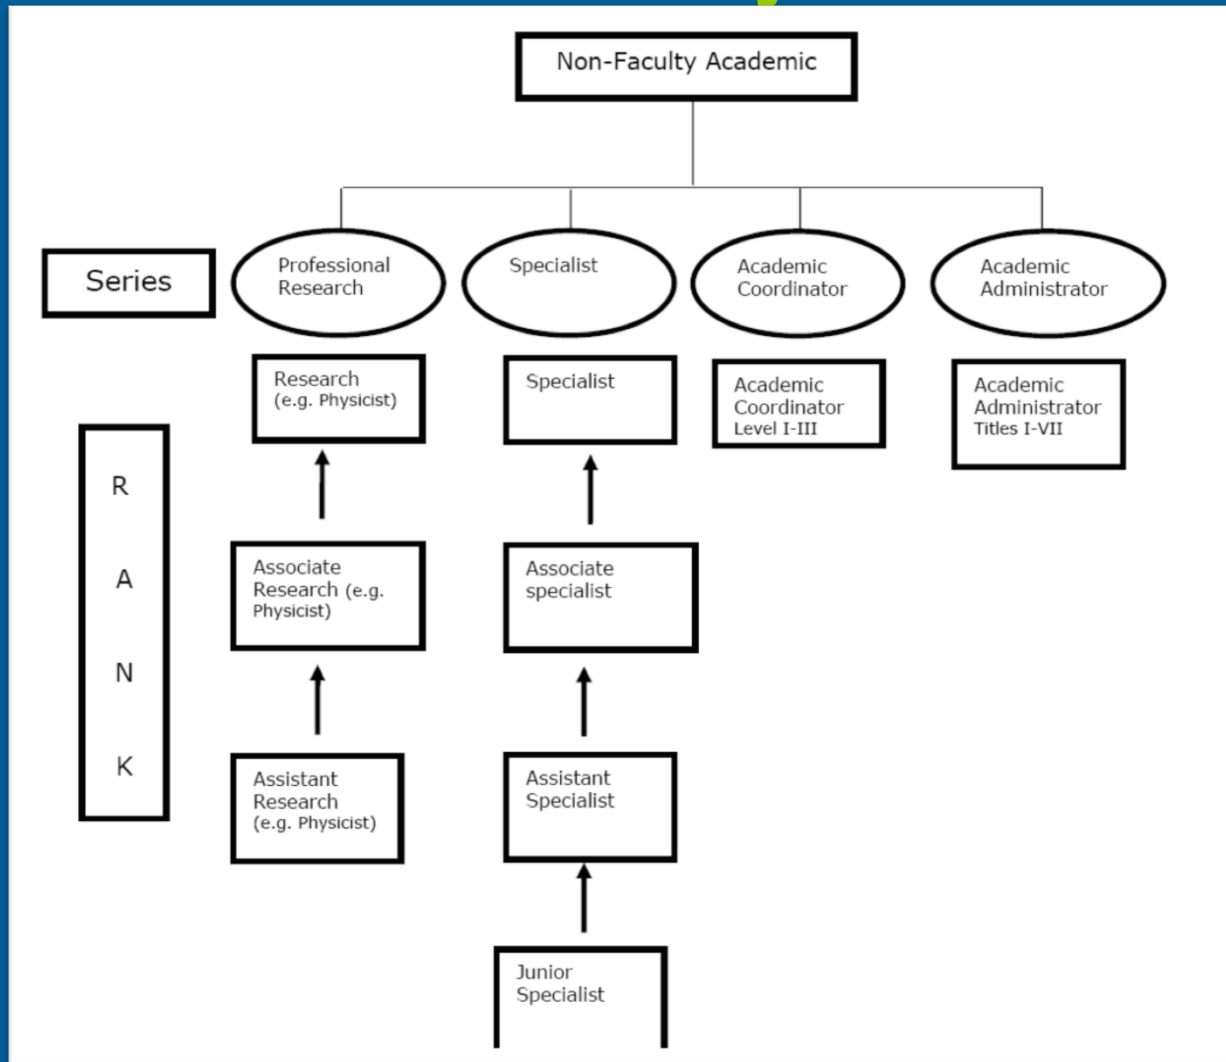 Non-Faculty Academic
Series
Professional
Research
Specialist
Academic
Coordinator
Academic
Administrator
Research
(e.g. Physicist)
Specialist
Academic
Coordinator
Level I-III
Academic
Administrator
Titles I-VII
R
A
N
K
Associate
Research (e.g.
Physicist)
Associate
specialist
Assistant
Research
(e.g. Physicist)
Assistant
Specialist
Junior
Specialist